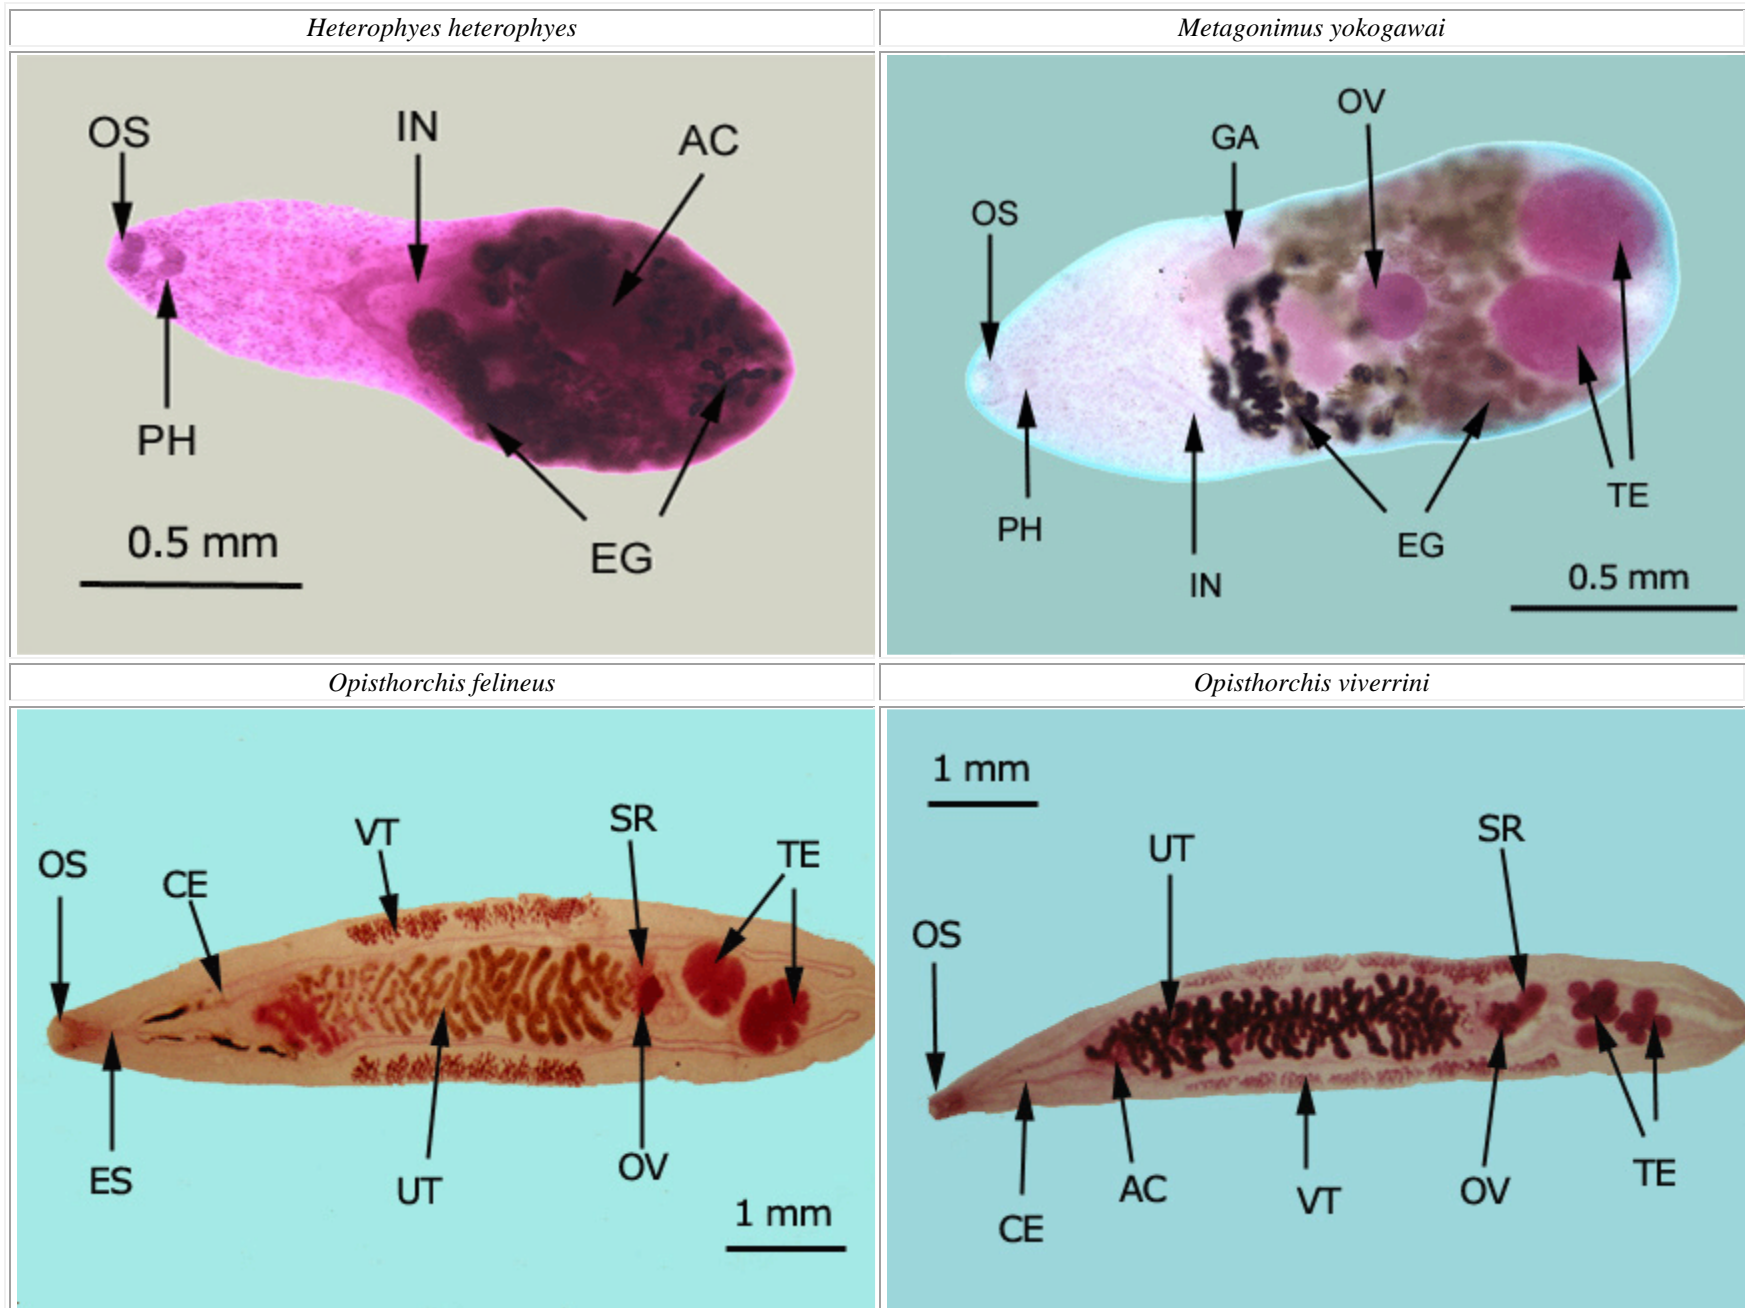 Heterophyes heterophyes
Metagonimus yokogawai
OS
IN
AC
PH
EG
0.5 mm
OV
GA
OS
PH
IN
EG
TE
0.5 mm
Opisthorchis felineus
Opisthorchis viverrini
OS
CE
VT
SR
TE
ES
UT
OV
1 mm
1 mm
UT
SR
OS
CE
AC
VT
OV
TE